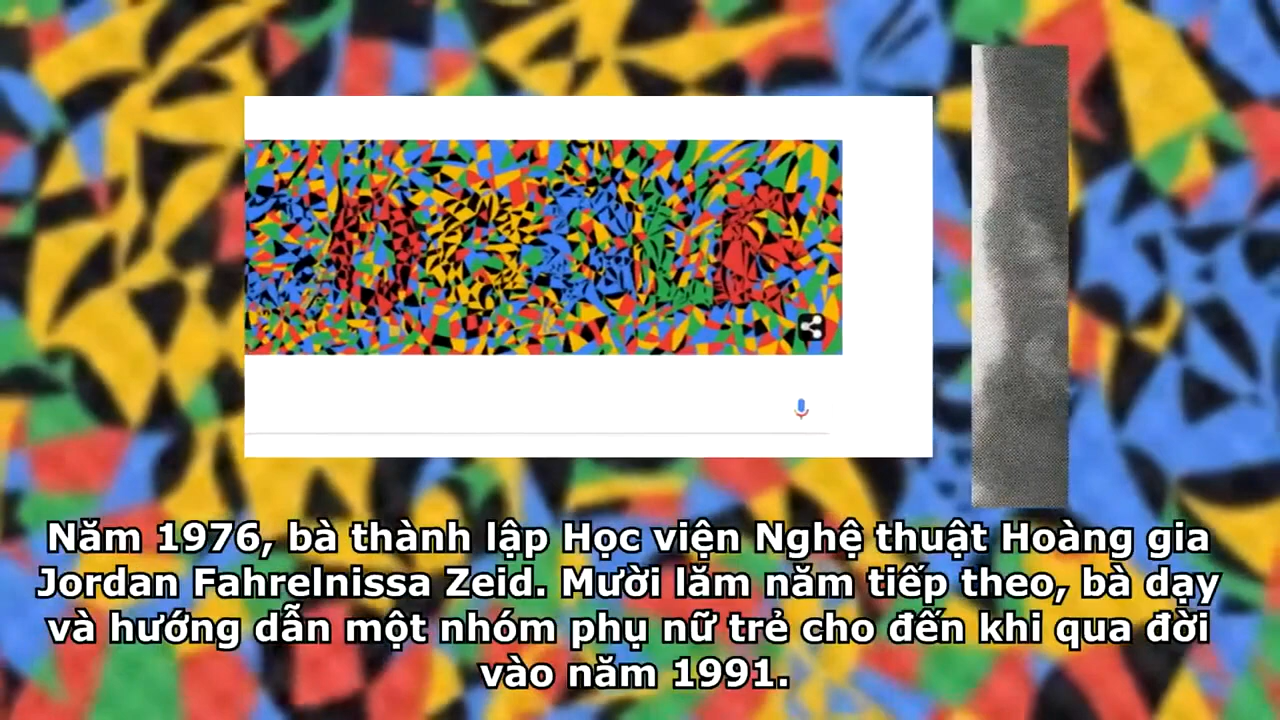 Năm 1976, bà thành lập Học viện Nghệ thuật Hoàng gia
Jordan Fahrelnissa Zeid. Mười lăm năm tiếp theo, bà dạy
và hướng dẫn một nhóm phụ nữ trẻ cho đến khi qua đời
vào năm 1991.